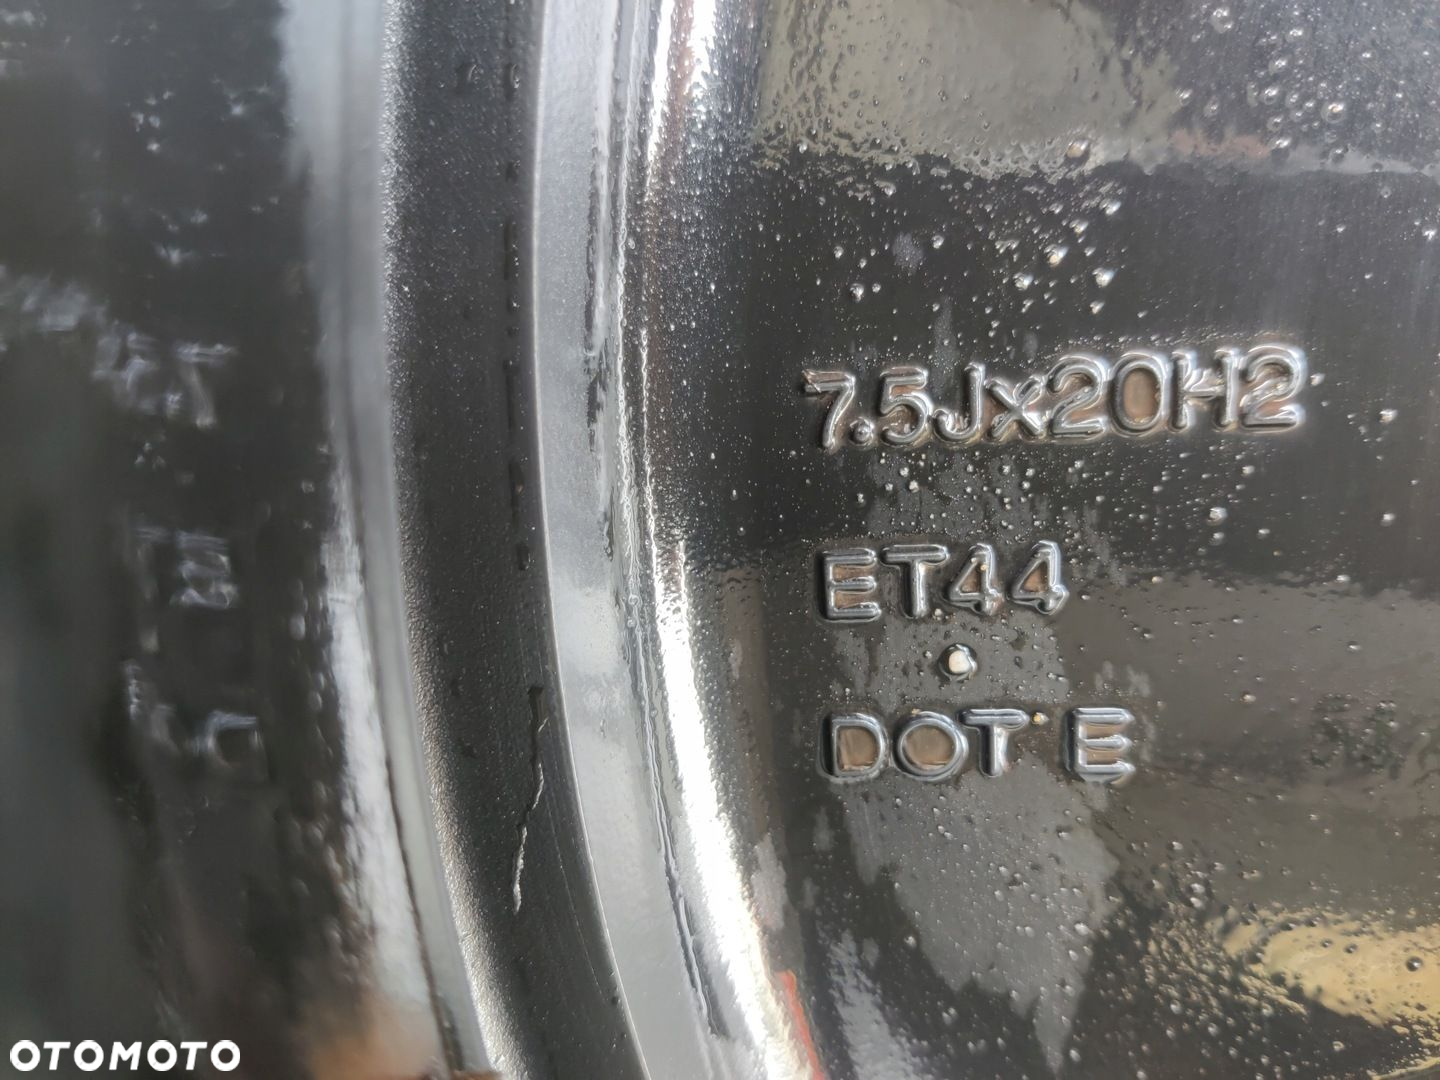 7.5Jx20H2
ET44
DOT E
OTOMOTO